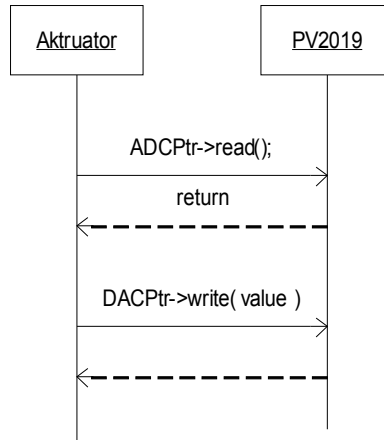 Aktruator
PV2019
ADCPtr->read();
return
DACPtr->write( value )